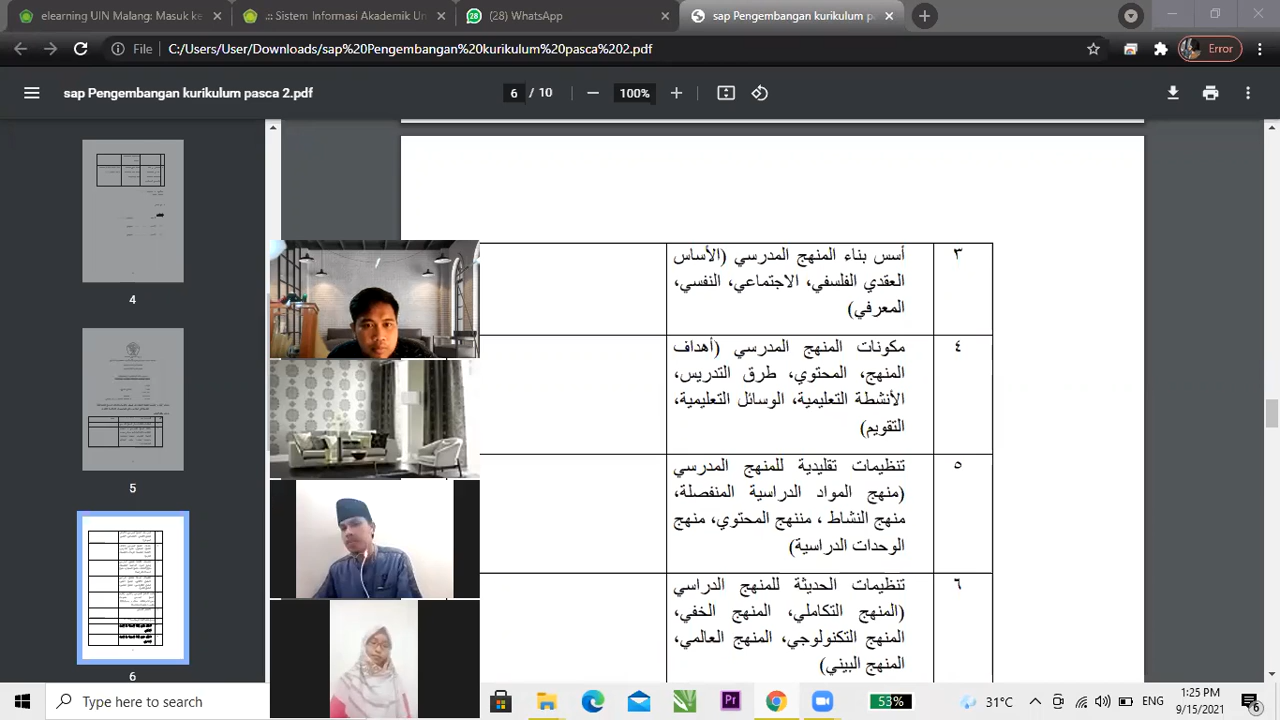 elearning UIN Malang: Masuk ke
.:: Sistem Informasi Akademik Un
(28) WhatsApp
sap Pengembangan kurikulum pa
File
C:/Users/User/Downloads/sap%20Pengembangan%20kurikulum%20pasca%202.pdf
Error
sap Pengembangan kurikulum pasca 2.pdf
6 / 10
100%
4
5
6
٣
أسس بناء المنهج المدرسي (الأساس
العقدي الفلسفي، الاجتماعي، النفسي،
المعرفي)
٤
مكونات المنهج المدرسي (أهداف
المنهج، المحتوي، طرق التدريس،
الأنشطة التعليمية، الوسائل التعليمية،
التقويم)
٥
تنظيمات تقليدية للمنهج المدرسي
(منهج المواد الدراسية المنفصلة،
منهج النشاط ، مننهج المحتوي، منهج
الوحدات الدراسية)
٦
تنظيمات الحديثة للمنهج الدراسي
(المنهج التكاملي، المنهج الخفي،
المنهج التكنولوجي، المنهج العالمي،
المنهج البيني)
Type here to search
Pr
53%
31°C
ENG
1:25 PM
9/15/2021
6